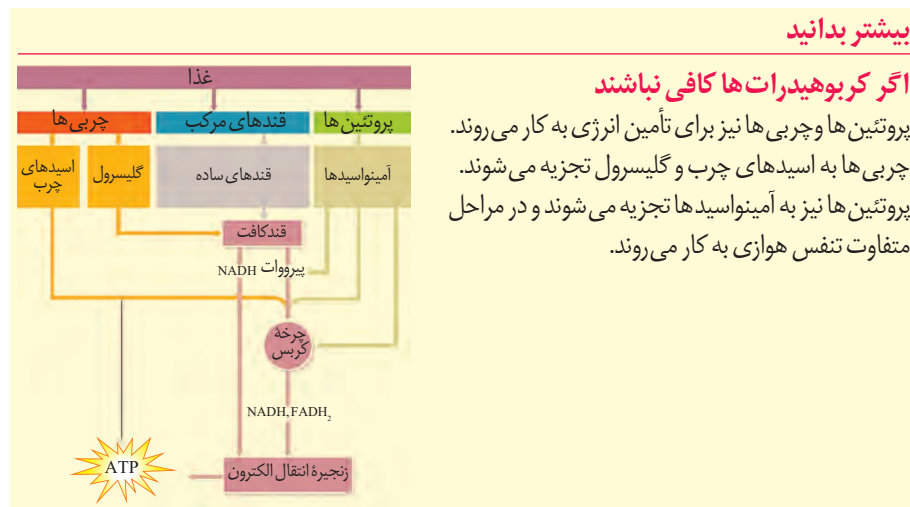 بیشتر بدانید
اگر کربوهیدرات‌ها کافی نباشند
پروتئین‌ها وچربی‌ها نیز برای تأمین انرژی به کار می‌روند.
چربی‌ها به اسیدهای چرب و گلیسرول تجزیه می‌شوند.
پروتئین‌ها نیز به آمینواسیدها تجزیه می‌شوند و در مراحل
متفاوت تنفس هوازی به کار می‌روند.
غذا
پروتئین‌ها
قندهای مرکب
چربی‌ها
آمینواسیدها
قندهای ساده
گلیسرول
اسیدهای
چرب
قندکافت
پیرووات NADH
چرخهٔ
کربس
NADH, FADH₂
زنجیرهٔ انتقال الکترون
ATP